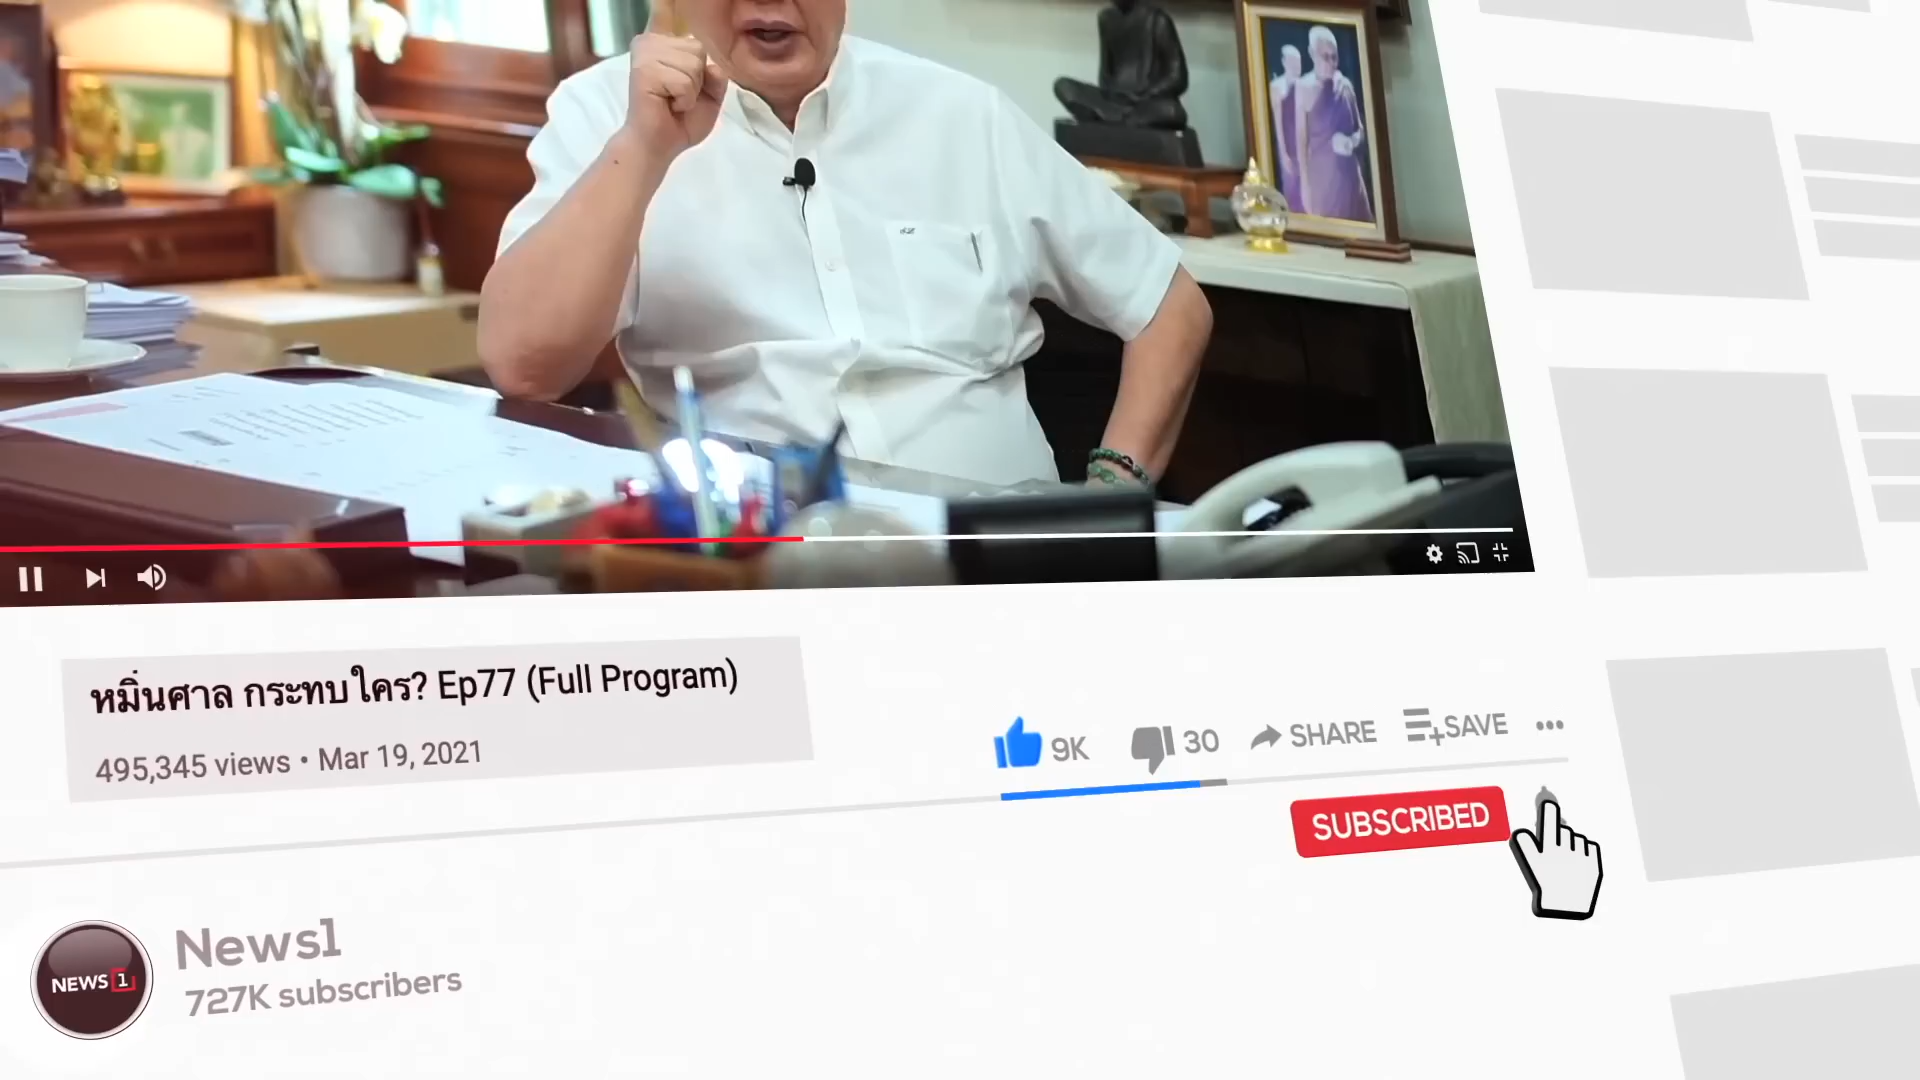 หมิ่นศาล กระทบใคร? Ep77 (Full Program)
495,345 views • Mar 19, 2021
9K
30
SHARE
SAVE
SUBSCRIBED
News1
727K subscribers
NEWS 1